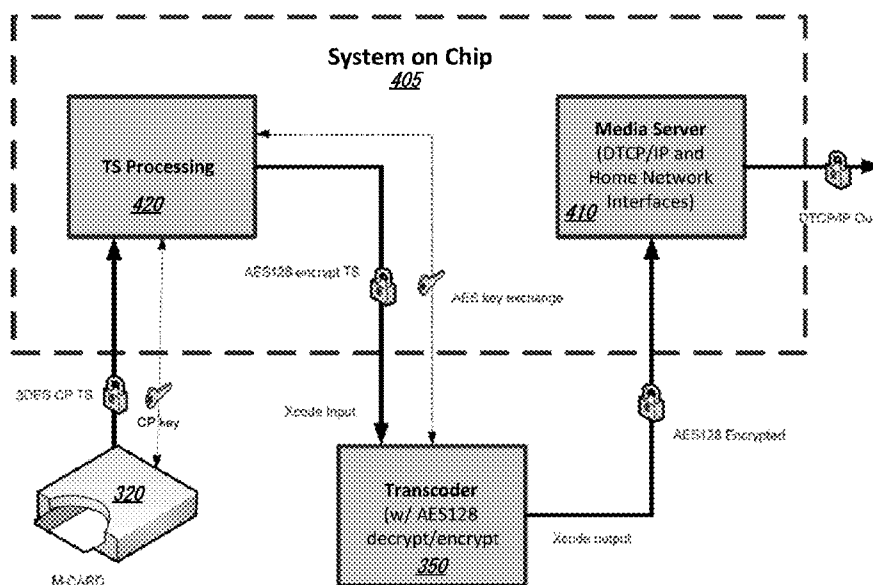 System on Chip
405
TS Processing
420
Media Server
(DTCP/IP and
Home Network
Interfaces)
410
DTCP/IP Ou
AES128 encrypt TS
AES key exchange
3DES CP TS
CP key
Xcode Input
AES128 Encrypted
320
M-CARD
Transcoder
(w/ AES128
decrypt/encrypt
350
Xcode output